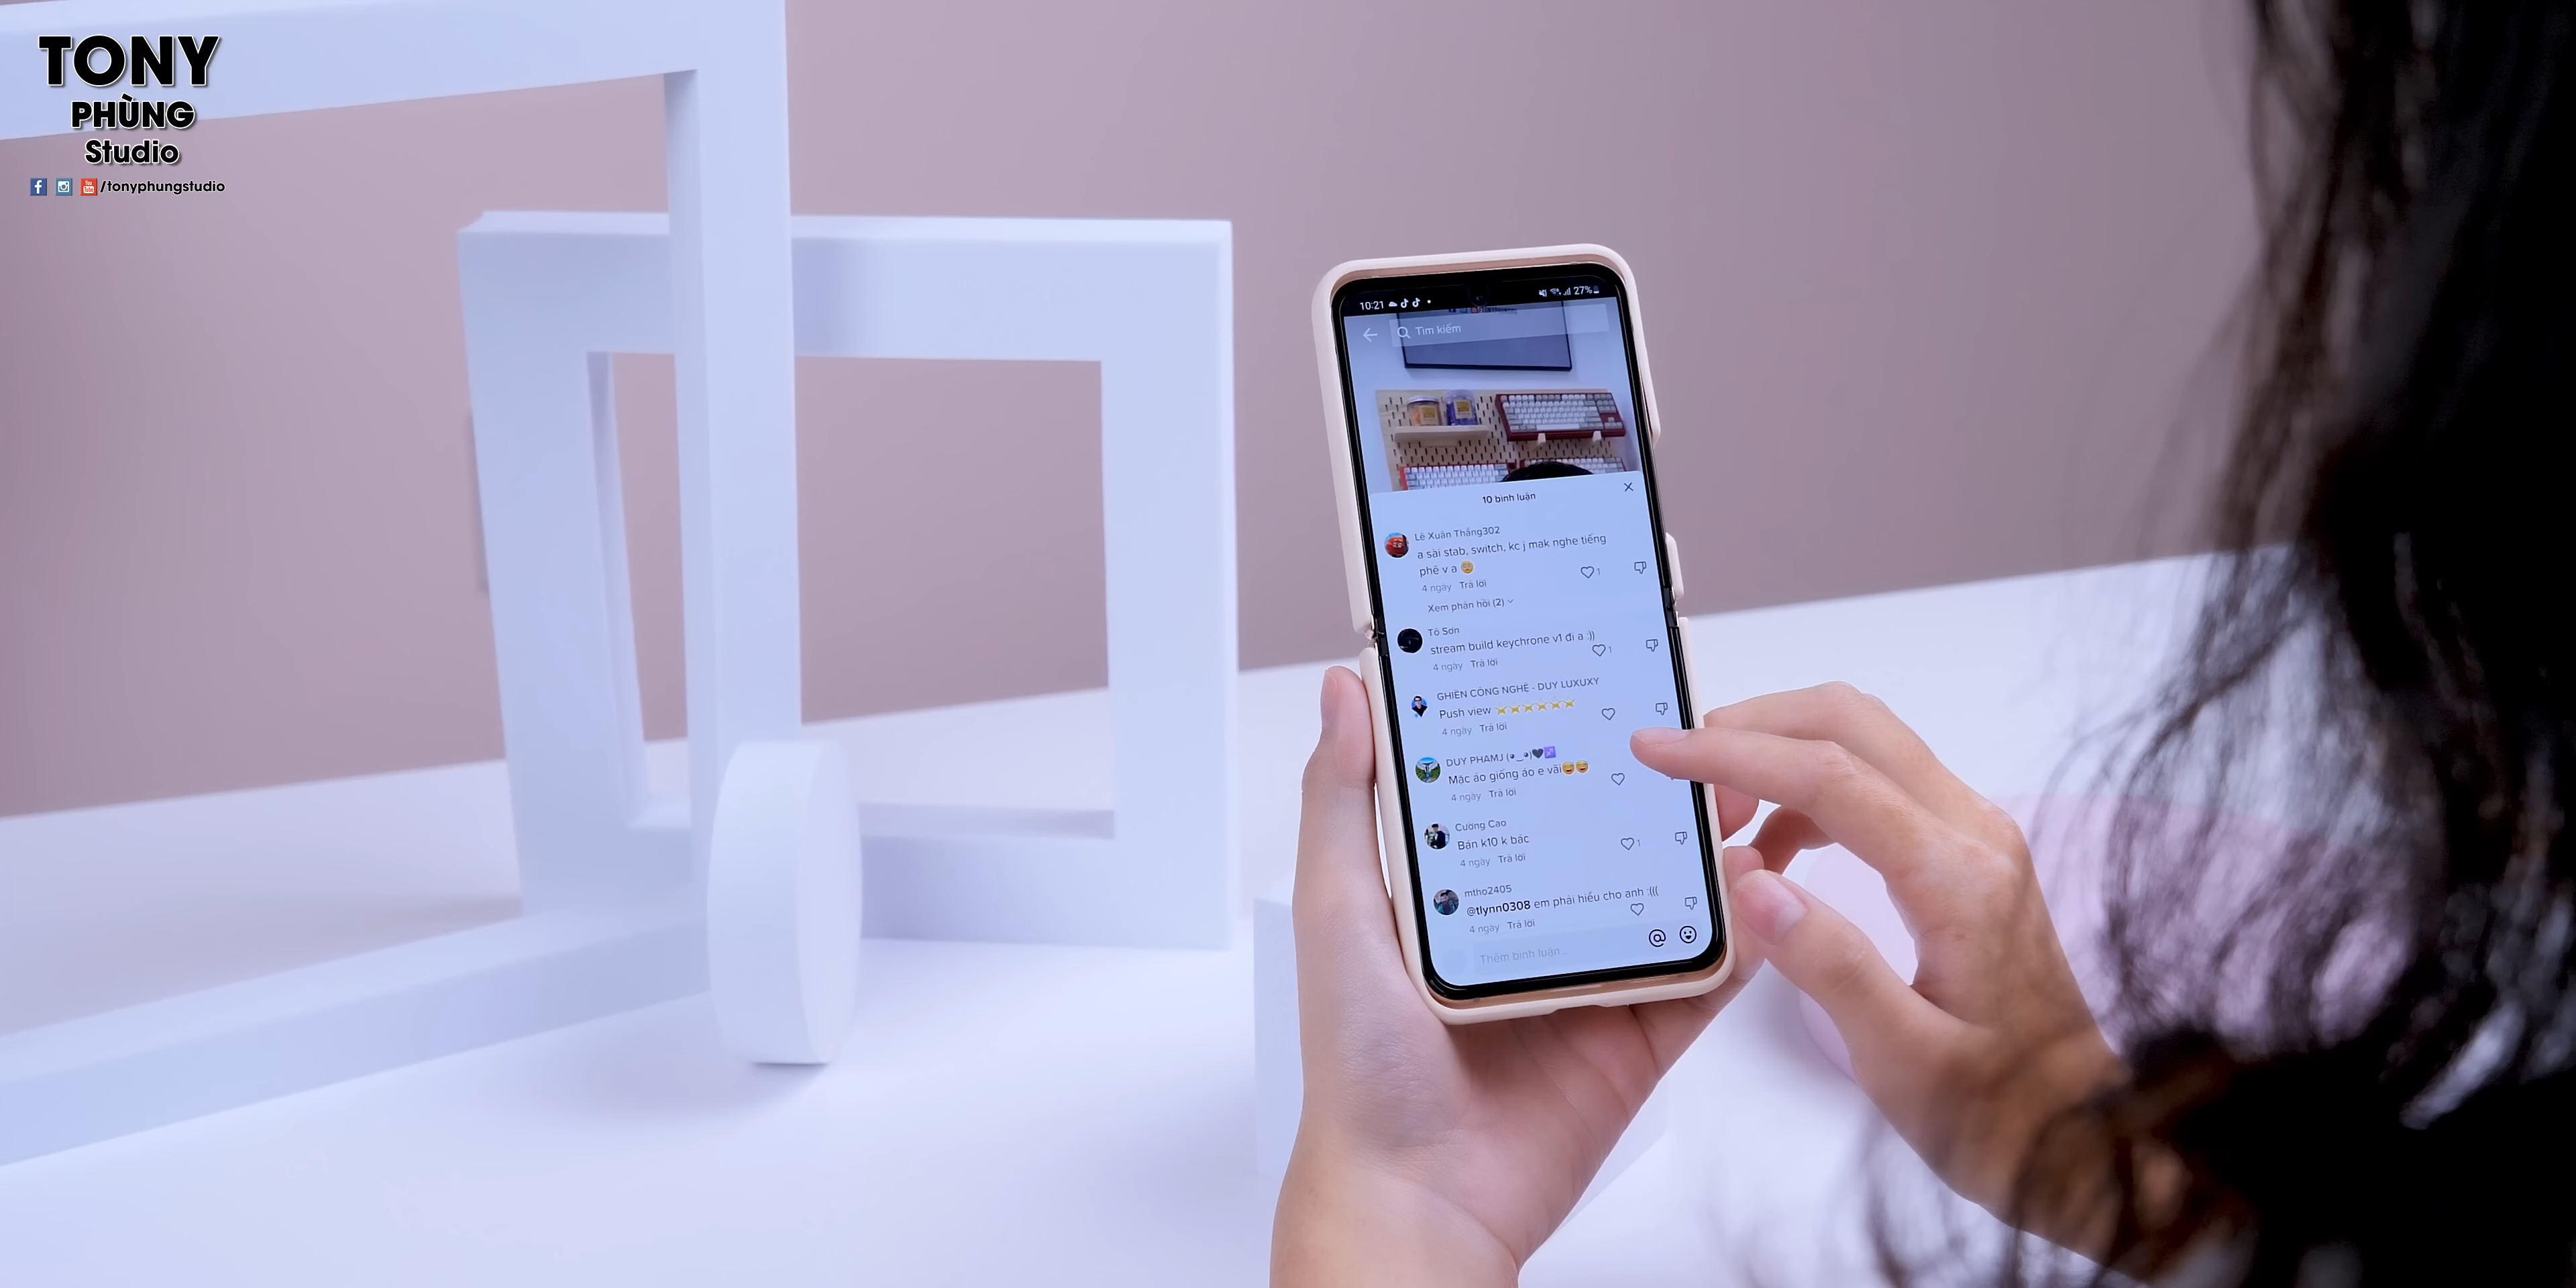 TONY
PHÙNG
Studio
/tonyphungstudio
10:21
27%
Tìm kiếm
10 bình luận
Lê Xuân Thắng302
a sài stab, switch, kc j mak nghe tiếng
phê v a 😩
4 ngày Trả lời
1
Xem phản hồi (2)
Tô Sơn
stream build keychrone v1 đi a :))
4 ngày Trả lời
1
GHIỀN CÔNG NGHỆ - DUY LUXUXY
Push view ⭐⭐⭐⭐⭐⭐
4 ngày Trả lời
DUY PHAMJ (◕‿◕)🖤♐
Mặc áo giống áo e vãi😅😅
4 ngày Trả lời
Cường Cao
Bán k10 k bác
4 ngày Trả lời
1
mtho2405
@tlynn0308 em phải hiểu cho anh :(((
4 ngày Trả lời
Thêm bình luận...